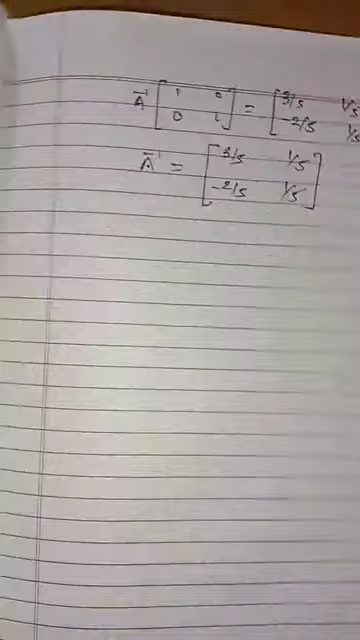 A⁻¹ [1 0; 0 1] = [3/5 1/5; -2/5 1/5]
A⁻¹ = [3/5 1/5; -2/5 1/5]